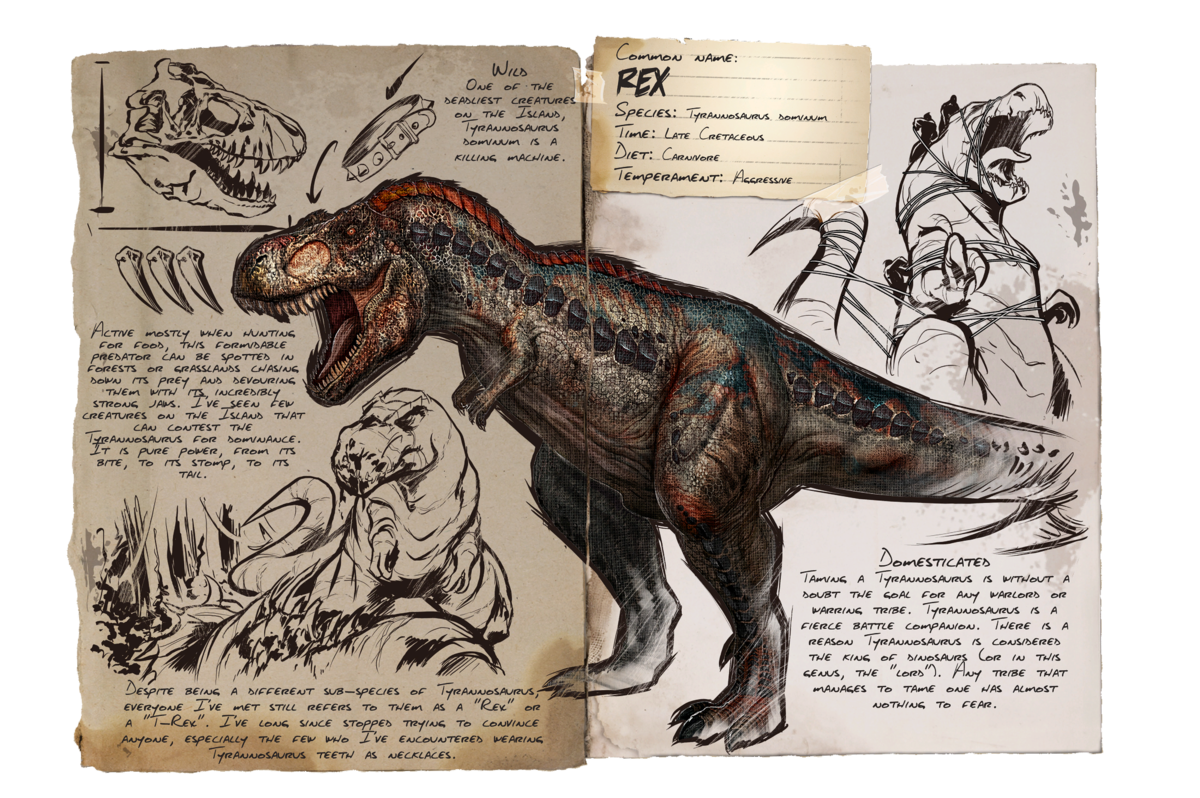 Wild
One of the
deadliest creatures
on the Island,
Tyrannosaurus
dominum is a
killing machine.
Active mostly when hunting
for food, this formidable
predator can be spotted in
forests or grasslands chasing
down its prey and devouring
them with its incredibly
strong jaws. I've seen few
creatures on the Island that
can contest the
Tyrannosaurus for dominance.
It is pure power, from its
bite, to its stomp, to its
tail.
Despite being a different sub-species of Tyrannosaurus,
everyone I've met still refers to them as a "Rex" or
a "T-Rex". I've long since stopped trying to convince
anyone, especially the few who I've encountered wearing
Tyrannosaurus teeth as necklaces.
Common name:
REX
Species: Tyrannosaurus dominum
Time: Late Cretaceous
Diet: Carnivore
Temperament: Aggressive
Domesticated
Taming a Tyrannosaurus is without a
doubt the goal for any warlord or
warring tribe. Tyrannosaurus is a
fierce battle companion. There is a
reason Tyrannosaurus is considered
the king of dinosaurs (or in this
genus, the "lord"). Any tribe that
manages to tame one has almost
nothing to fear.